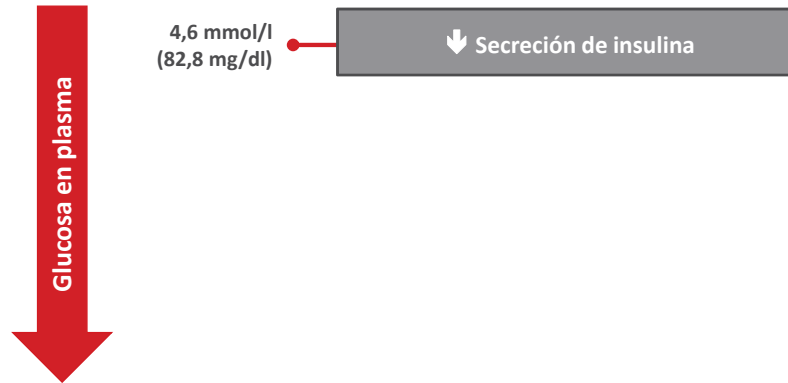 4,6 mmol/l
(82,8 mg/dl)
Secreción de insulina
Glucosa en plasma